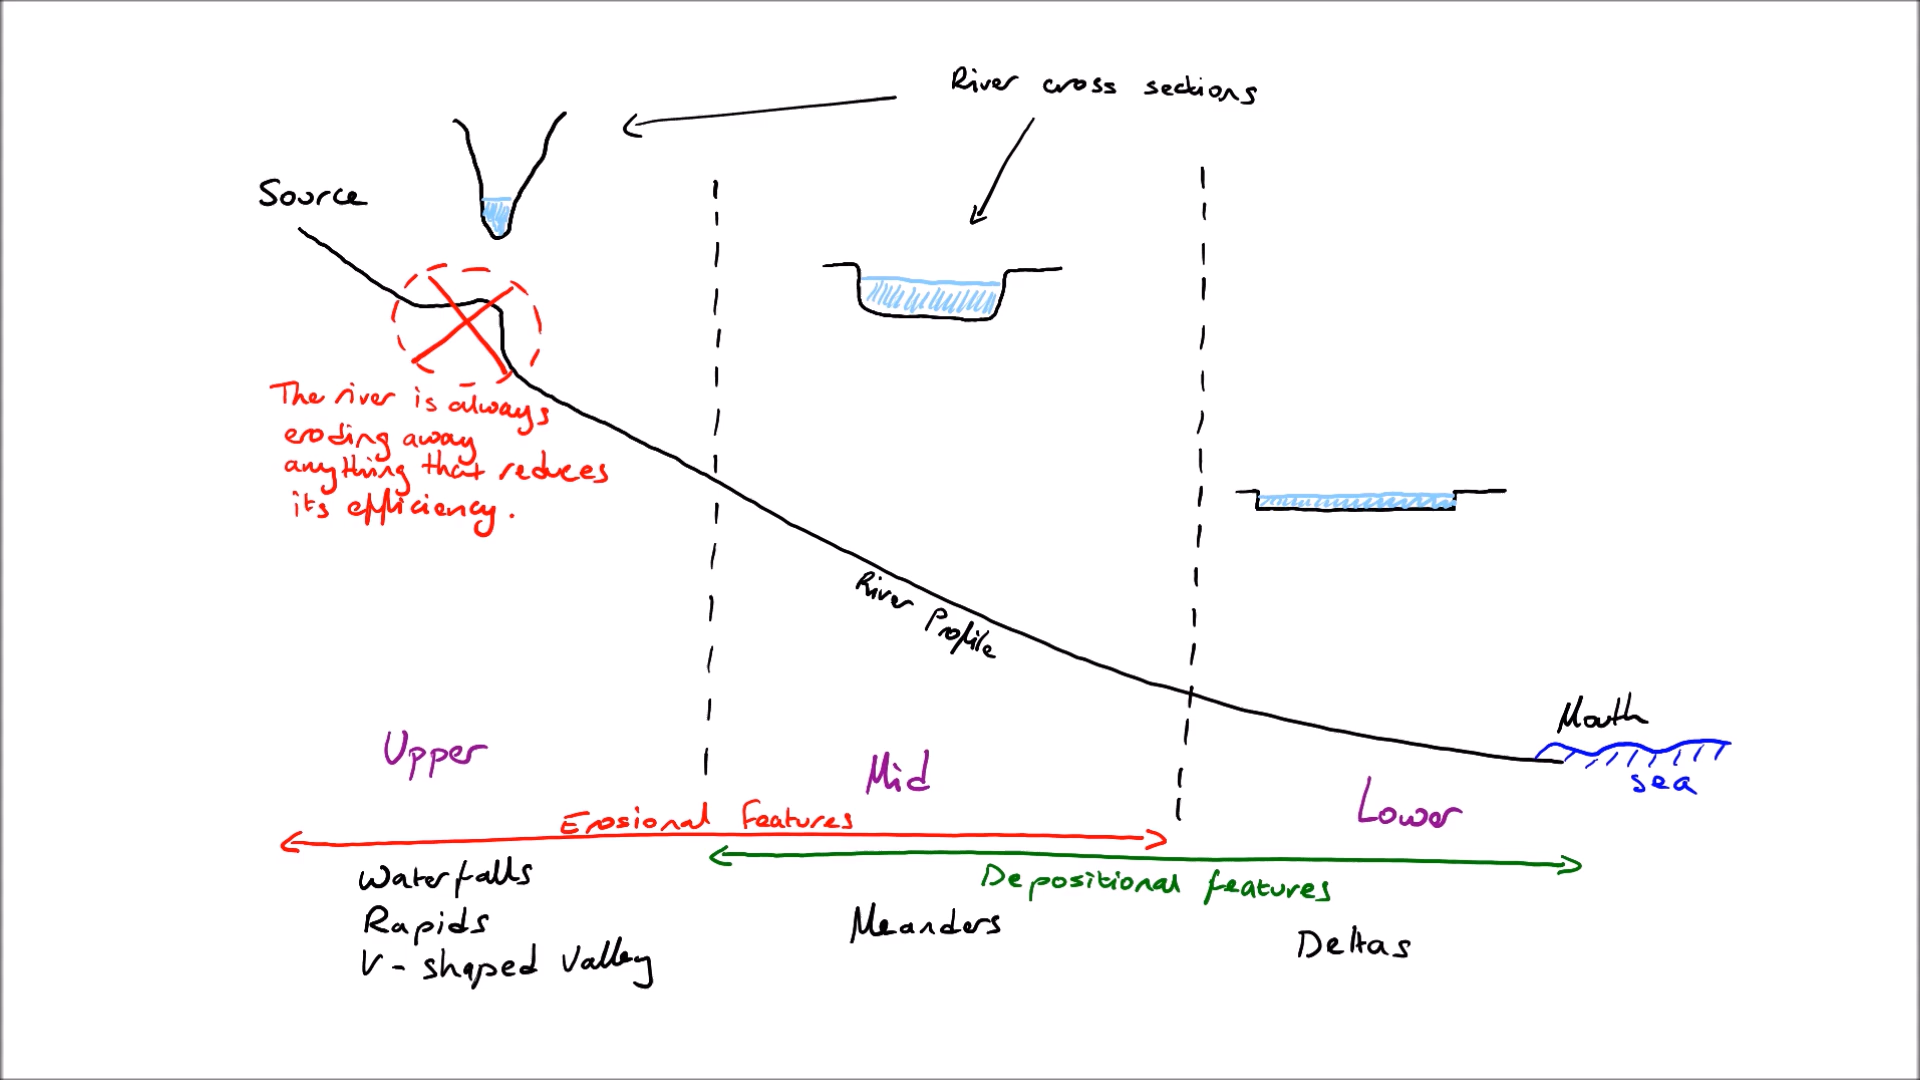 River cross sections
Source
The river is always
eroding away
anything that reduces
its efficiency.
River Profile
Mouth
sea
Upper
Mid
Lower
Erosional features
Depositional features
Waterfalls
Rapids
V-shaped Valley
Meanders
Deltas